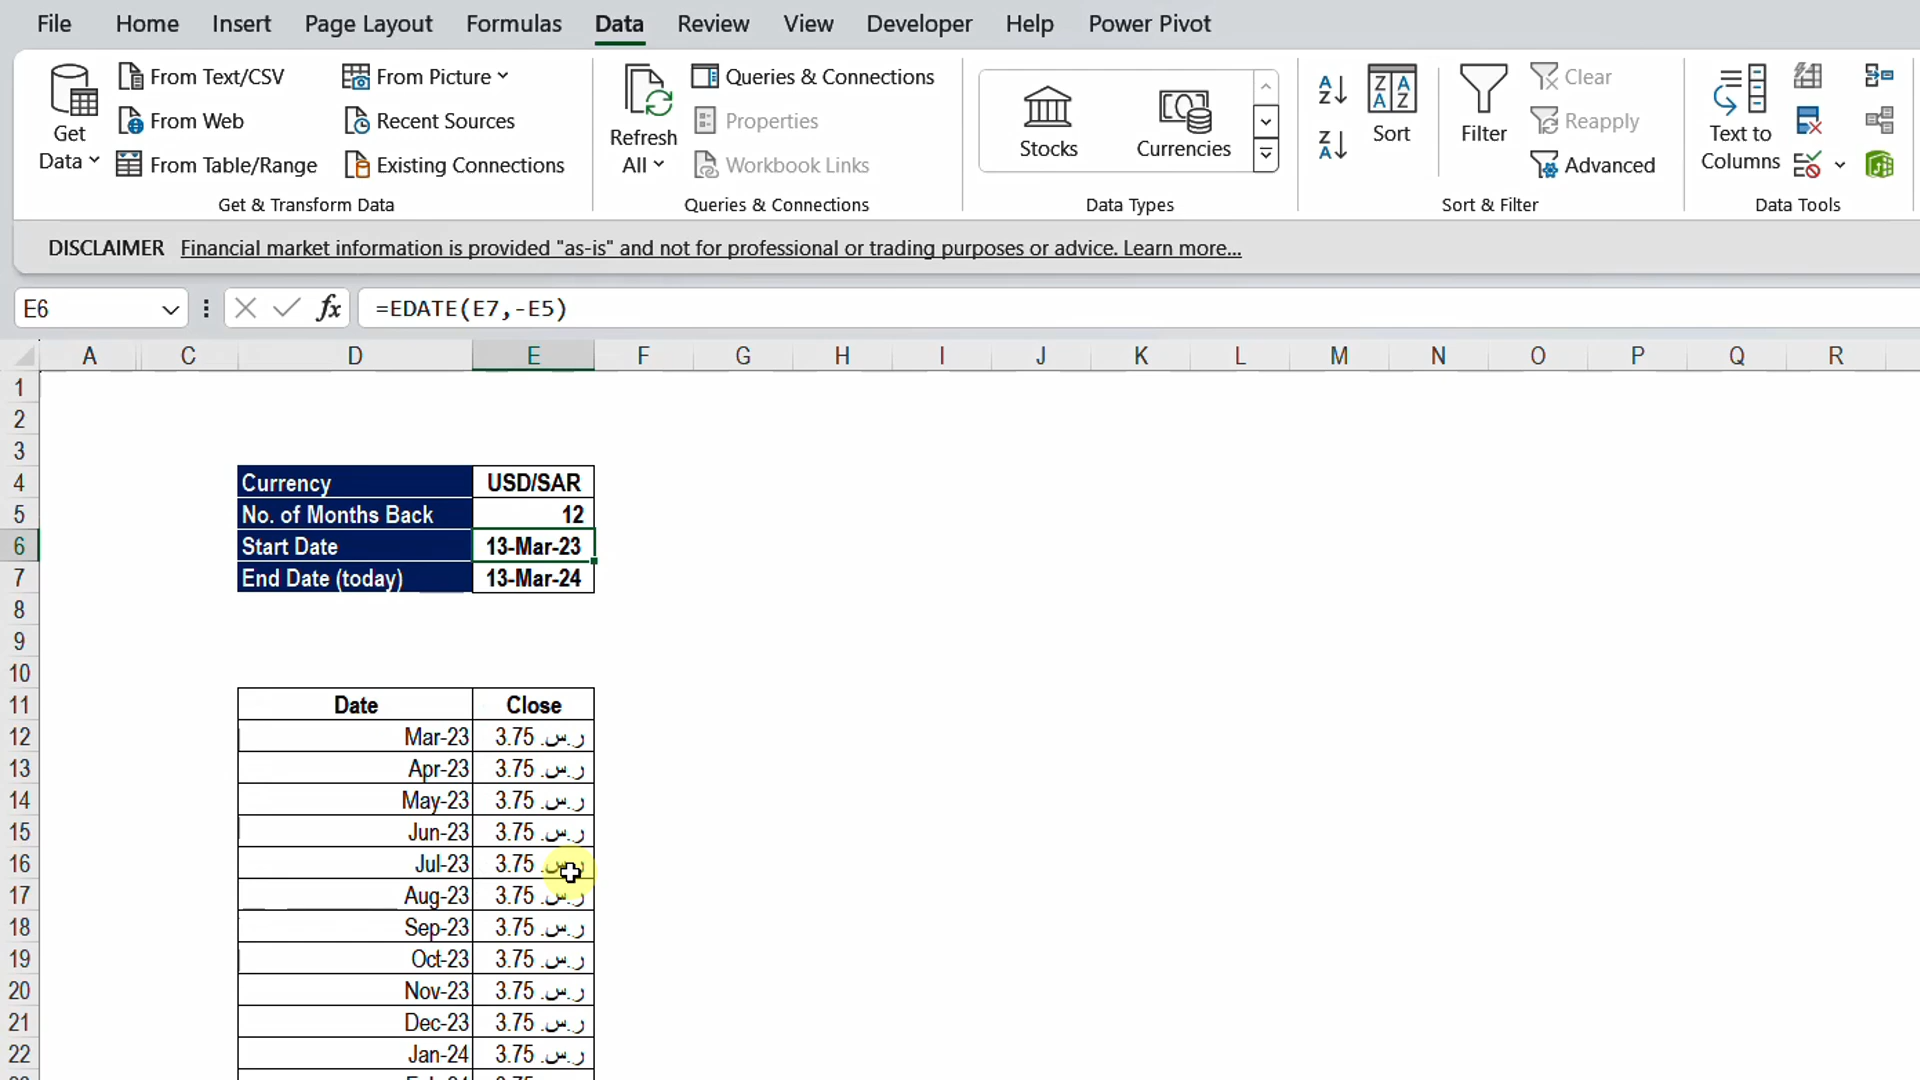 File Home Insert Page Layout Formulas Data Review View Developer Help Power Pivot
Get Data
From Text/CSV
From Web
From Table/Range
From Picture
Recent Sources
Existing Connections
Get & Transform Data
Refresh All
Queries & Connections
Properties
Workbook Links
Queries & Connections
Stocks
Currencies
Data Types
Sort
Filter
Clear
Reapply
Advanced
Sort & Filter
Text to Columns
Data Tools
DISCLAIMER Financial market information is provided "as-is" and not for professional or trading purposes or advice. Learn more...
E6 fx =EDATE(E7,-E5)
A C D E F G H I J K L M N O P Q R
1
2
3
4 Currency USD/SAR
5 No. of Months Back 12
6 Start Date 13-Mar-23
7 End Date (today) 13-Mar-24
8
9
10
11 Date Close
12 Mar-23 3.75 ر.س.
13 Apr-23 3.75 ر.س.
14 May-23 3.75 ر.س.
15 Jun-23 3.75 ر.س.
16 Jul-23 3.75 ر.س.
17 Aug-23 3.75 ر.س.
18 Sep-23 3.75 ر.س.
19 Oct-23 3.75 ر.س.
20 Nov-23 3.75 ر.س.
21 Dec-23 3.75 ر.س.
22 Jan-24 3.75 ر.س.